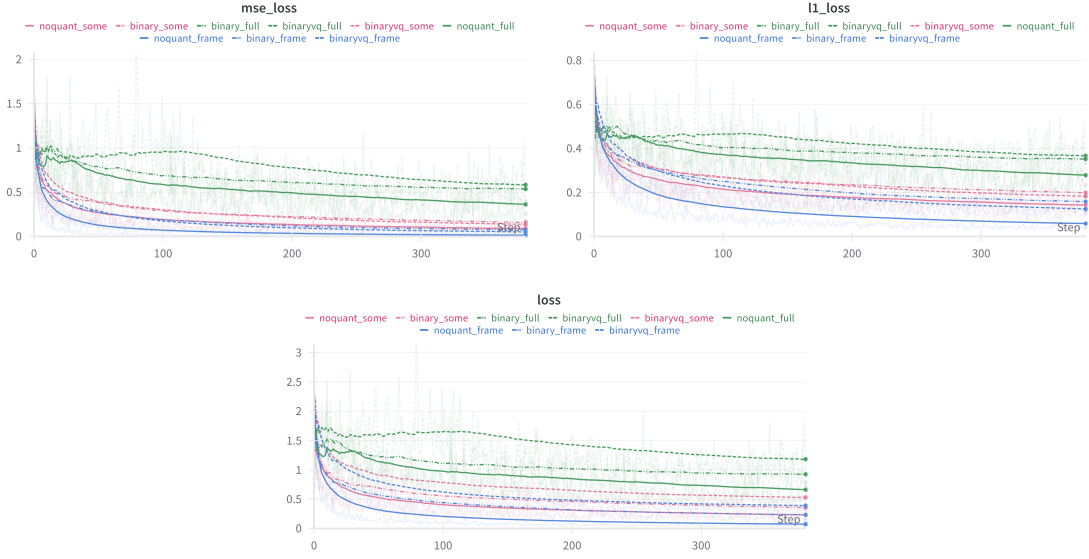 mse_loss
noquant_some binary_some binary_full binaryvq_full binaryvq_some noquant_full
noquant_frame binary_frame binaryvq_frame
2
1.5
1
0.5
0
0 100 200 300
Step
l1_loss
noquant_some binary_some binary_full binaryvq_full binaryvq_some noquant_full
noquant_frame binary_frame binaryvq_frame
0.8
0.6
0.4
0.2
0
0 100 200 300
Step
loss
noquant_some binary_some binary_full binaryvq_full binaryvq_some noquant_full
noquant_frame binary_frame binaryvq_frame
3
2.5
2
1.5
1
0.5
0
0 100 200 300
Step